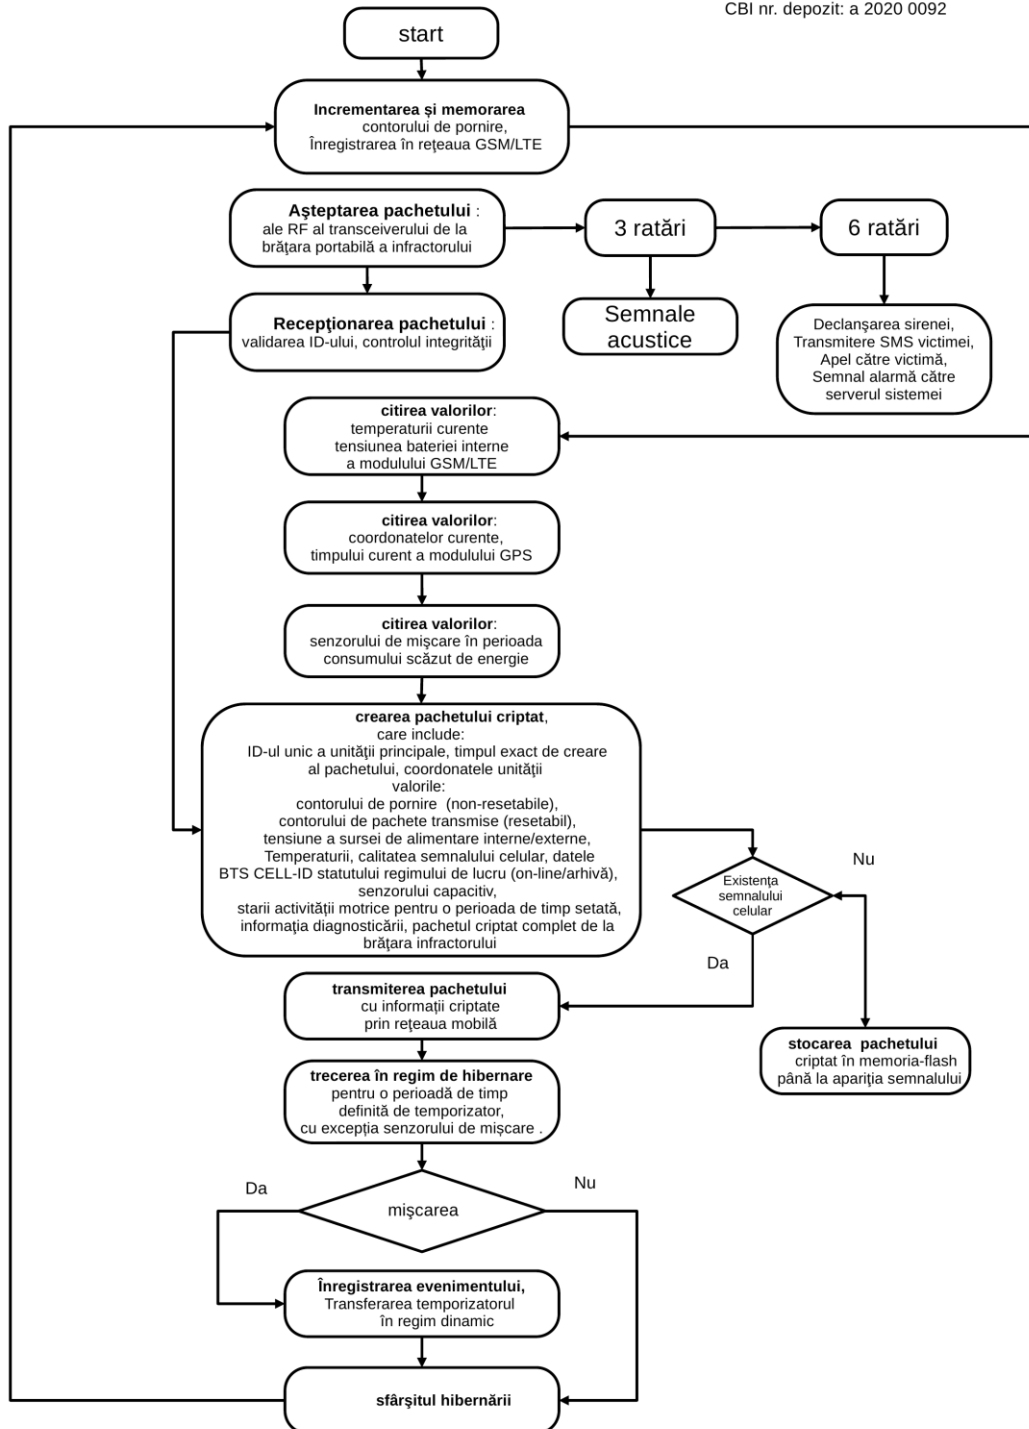 CBI nr. depozit: a 2020 0092
start
Incrementarea și memorarea
contorului de pornire,
Înregistrarea în rețeaua GSM/LTE
Aşteptarea pachetului :
ale RF al transceiverului de la
brăţara portabilă a infractorului
3 ratări
6 ratări
Recepţionarea pachetului :
validarea ID-ului, controlul integrităţii
Semnale
acustice
Declanşarea sirenei,
Transmitere SMS victimei,
Apel către victimă,
Semnal alarmă către
serverul sistemei
citirea valorilor:
temperaturii curente
tensiunea bateriei interne
a modulului GSM/LTE
citirea valorilor:
coordonatelor curente,
timpului curent a modulului GPS
citirea valorilor:
senzorului de mişcare în perioada
consumului scăzut de energie
crearea pachetului criptat,
care include:
ID-ul unic a unităţii principale, timpul exact de creare
al pachetului, coordonatele unităţii
valorile:
contorului de pornire (non-resetabile),
contorului de pachete transmise (resetabil),
tensiune a sursei de alimentare interne/externe,
Temperaturii, calitatea semnalului celular, datele
BTS CELL-ID statutului regimului de lucru (on-line/arhivă),
senzorului capacitiv,
starii activităţii motrice pentru o perioada de timp setată,
informaţia diagnosticării, pachetul criptat complet de la
brăţara infractorului
Existenţa
semnalului
celular
Nu
Da
transmiterea pachetului
cu informații criptate
prin reţeaua mobilă
stocarea pachetului
criptat în memoria-flash
până la apariţia semnalului
trecerea în regim de hibernare
pentru o perioadă de timp
definită de temporizator,
cu excepția senzorului de mișcare .
Da
Nu
mişcarea
Înregistrarea evenimentului,
Transferarea temporizatorul
în regim dinamic
sfârşitul hibernării